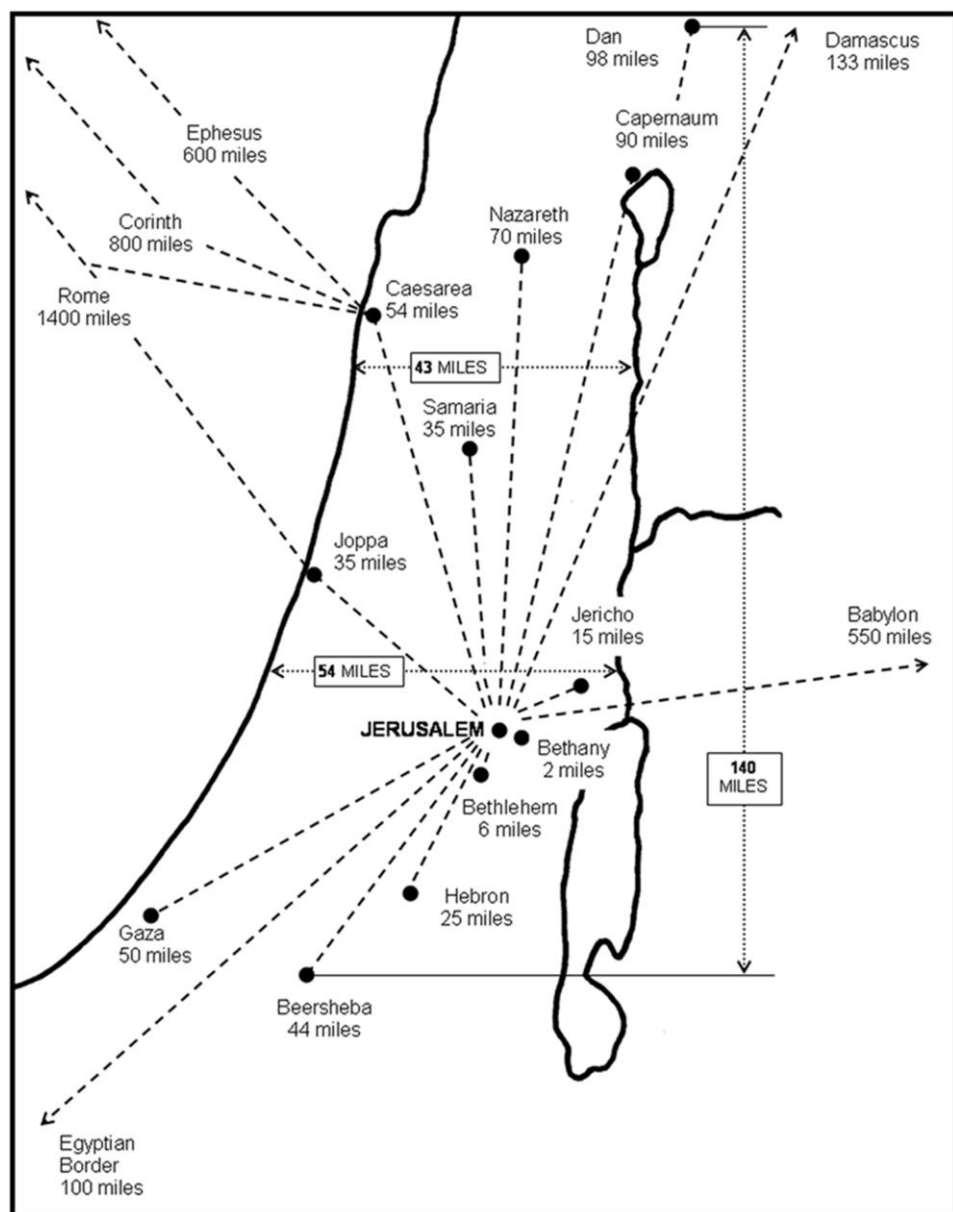 Dan
98 miles
Damascus
133 miles
Capernaum
90 miles
Ephesus
600 miles
Nazareth
70 miles
Corinth
800 miles
Caesarea
54 miles
Rome
1400 miles
43 MILES
Samaria
35 miles
Joppa
35 miles
Jericho
15 miles
Babylon
550 miles
54 MILES
JERUSALEM
Bethany
2 miles
140
MILES
Bethlehem
6 miles
Hebron
25 miles
Gaza
50 miles
Beersheba
44 miles
Egyptian
Border
100 miles